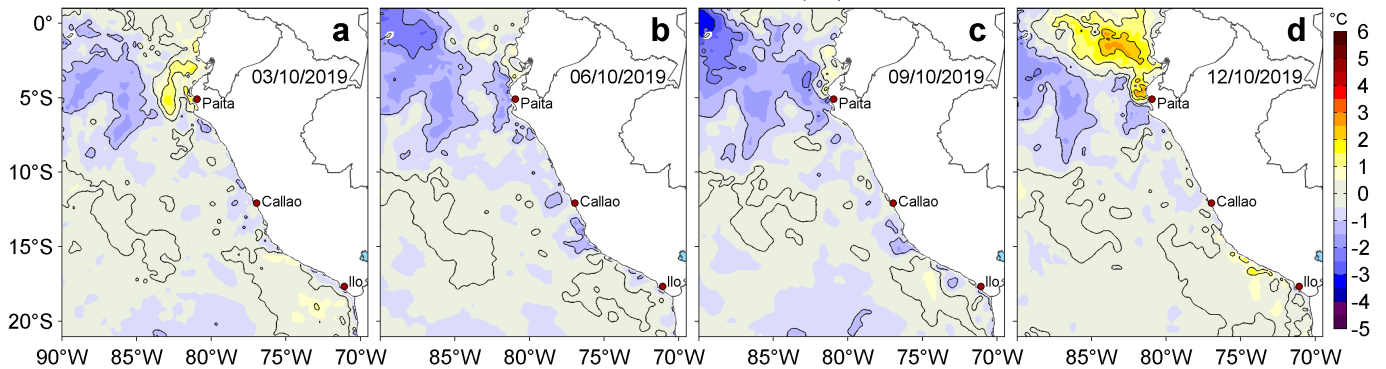 a
03/10/2019
Paita
Callao
Ilo
b
06/10/2019
Paita
Callao
Ilo
c
09/10/2019
Paita
Callao
Ilo
d
12/10/2019
Paita
Callao
Ilo
0°
5°S
10°S
15°S
20°S
90°W 85°W 80°W 75°W 70°W
85°W 80°W 75°W 70°W
85°W 80°W 75°W 70°W
85°W 80°W 75°W 70°W
°C
6
5
4
3
2
1
0
-1
-2
-3
-4
-5